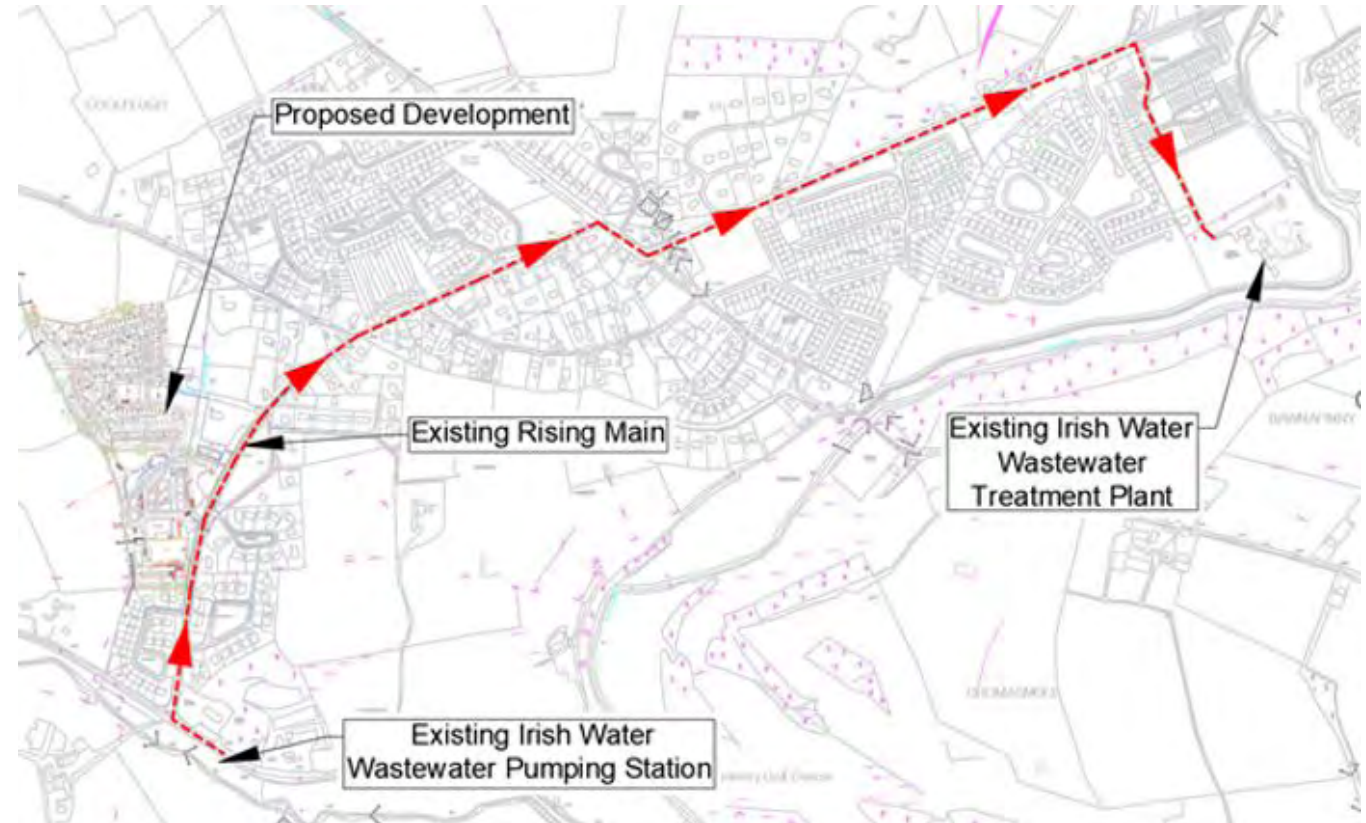 Proposed Development
Existing Rising Main
Existing Irish Water
Wastewater
Treatment Plant
Existing Irish Water
Wastewater Pumping Station